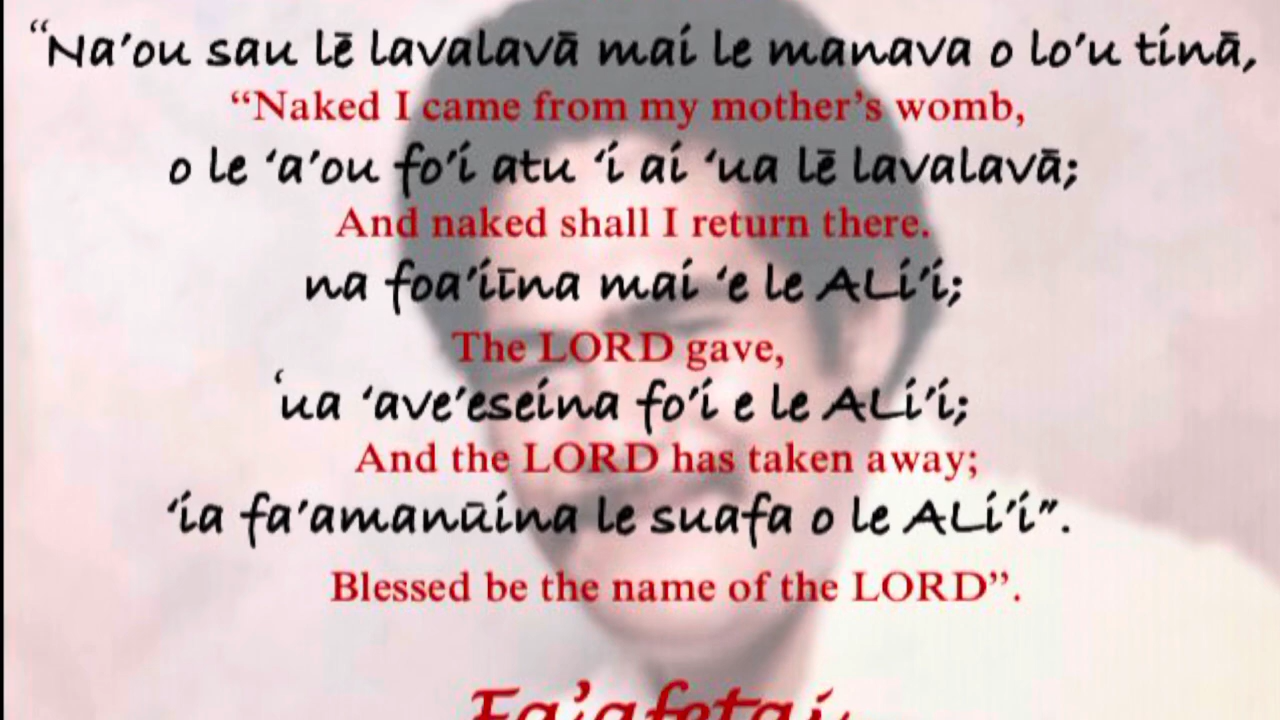 “Na’ou sau lē lavalavā mai le manava o lo’u tinā,
“Naked I came from my mother’s womb,
o le ‘a’ou fo’i atu ‘i ai ‘ua lē lavalavā;
And naked shall I return there.
na foa’iīna mai ‘e le ALi’i;
The LORD gave,
‘ua ‘ave’eseina fo’i e le ALi’i;
And the LORD has taken away;
‘ia fa’amanūina le suafa o le ALi’i”.
Blessed be the name of the LORD”.
Fa’afetai